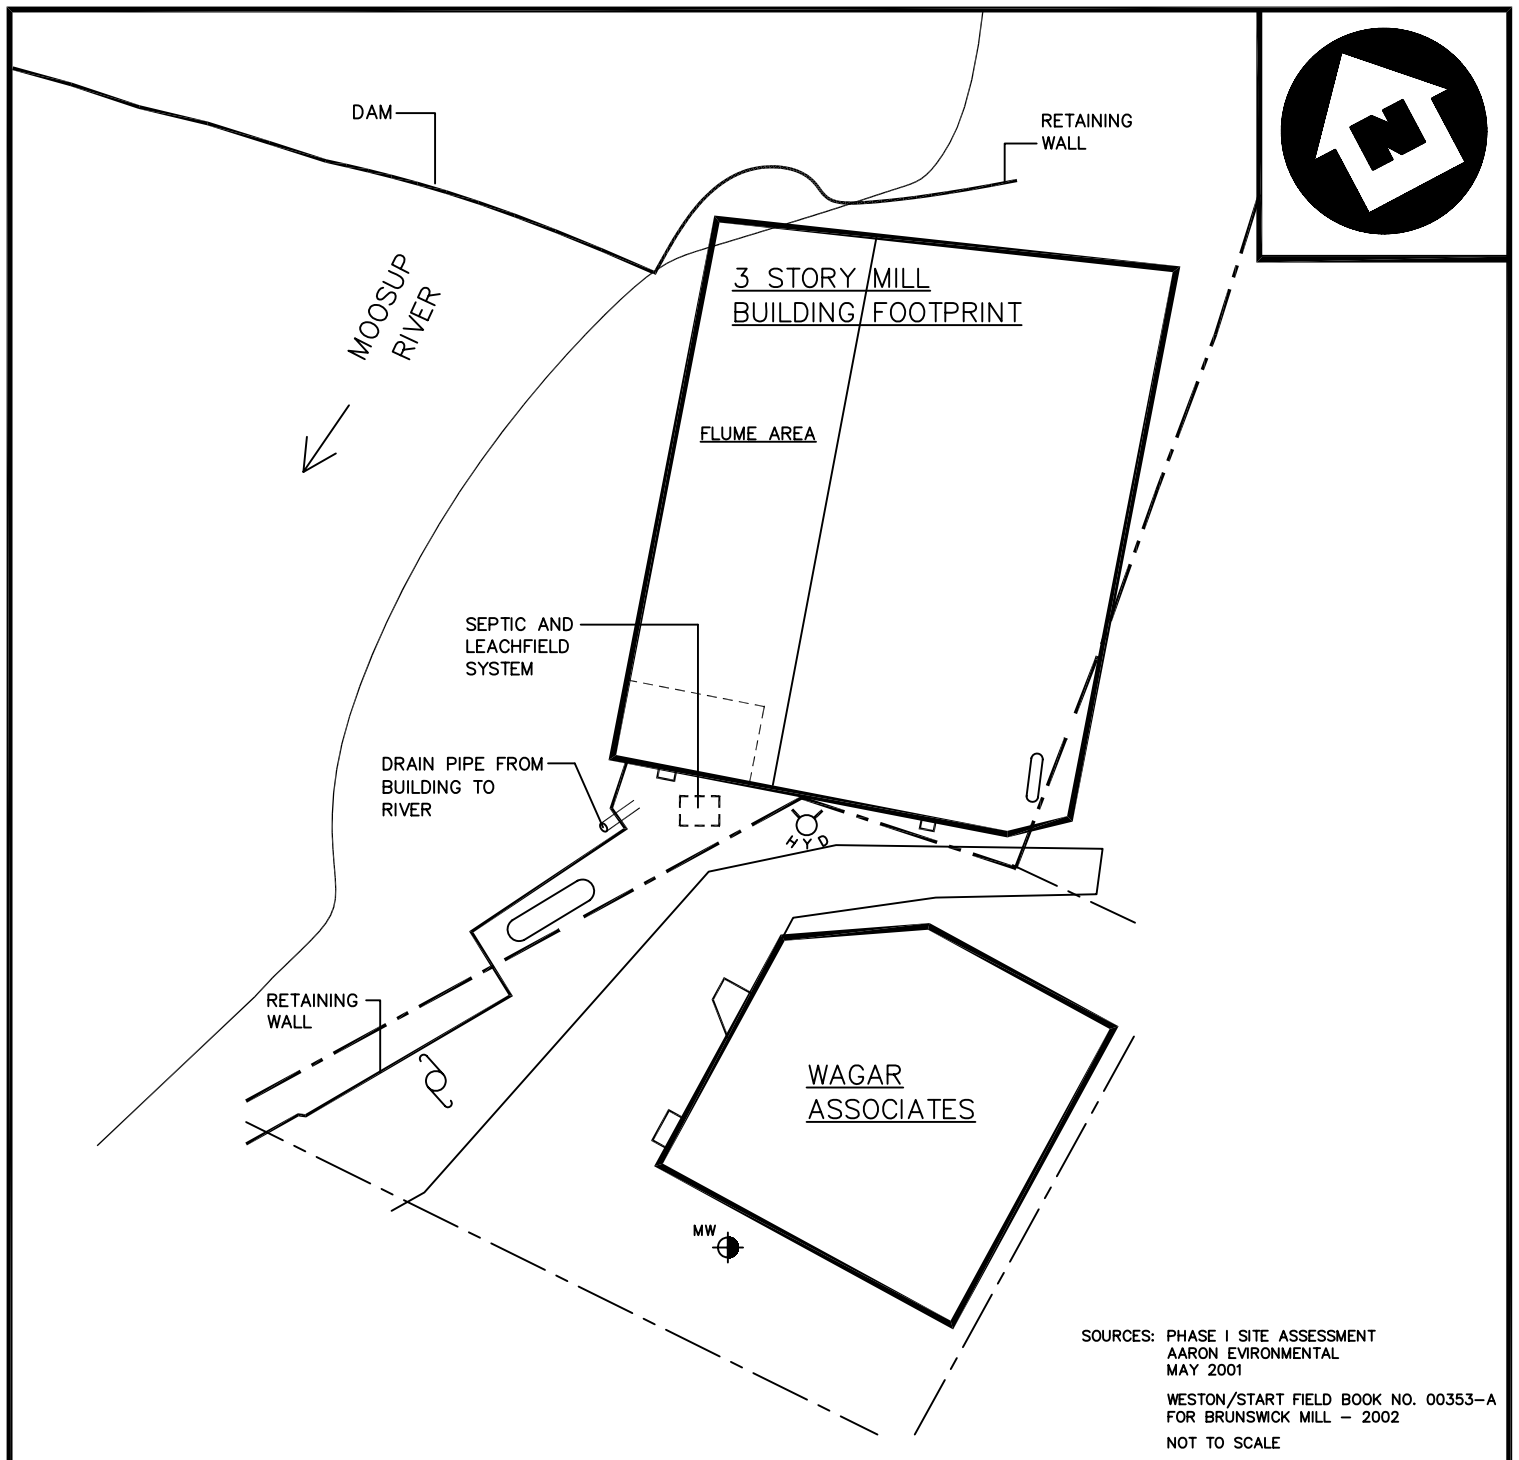 N
DAM
RETAINING
WALL
MOOSUP
RIVER
3 STORY MILL
BUILDING FOOTPRINT
FLUME AREA
SEPTIC AND
LEACHFIELD
SYSTEM
DRAIN PIPE FROM
BUILDING TO
RIVER
HYD
RETAINING
WALL
WAGAR
ASSOCIATES
MW
SOURCES: PHASE I SITE ASSESSMENT
AARON EVIRONMENTAL
MAY 2001
WESTON/START FIELD BOOK NO. 00353-A
FOR BRUNSWICK MILL - 2002
NOT TO SCALE